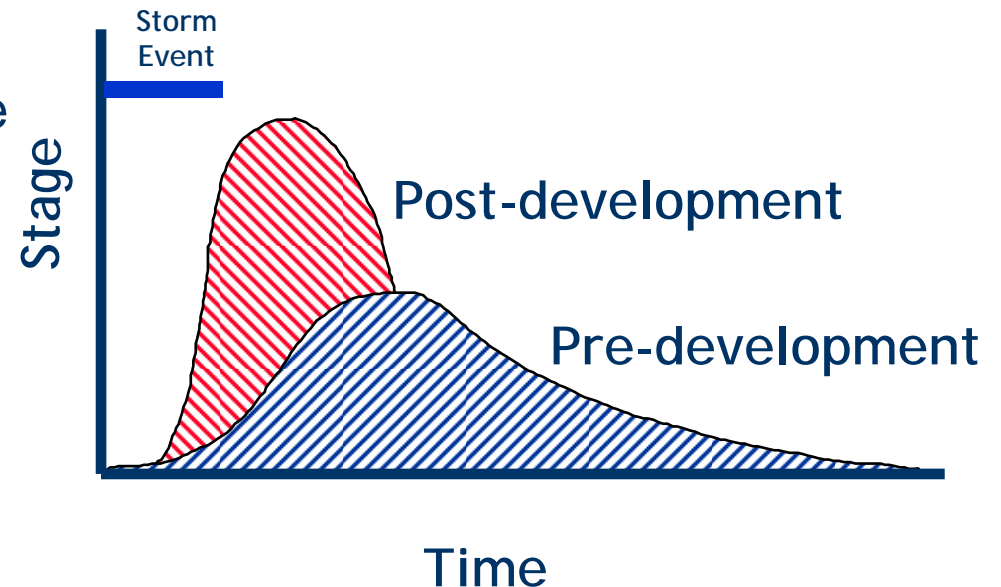 Storm
Event
e
Stage
Post-development
Pre-development
Time